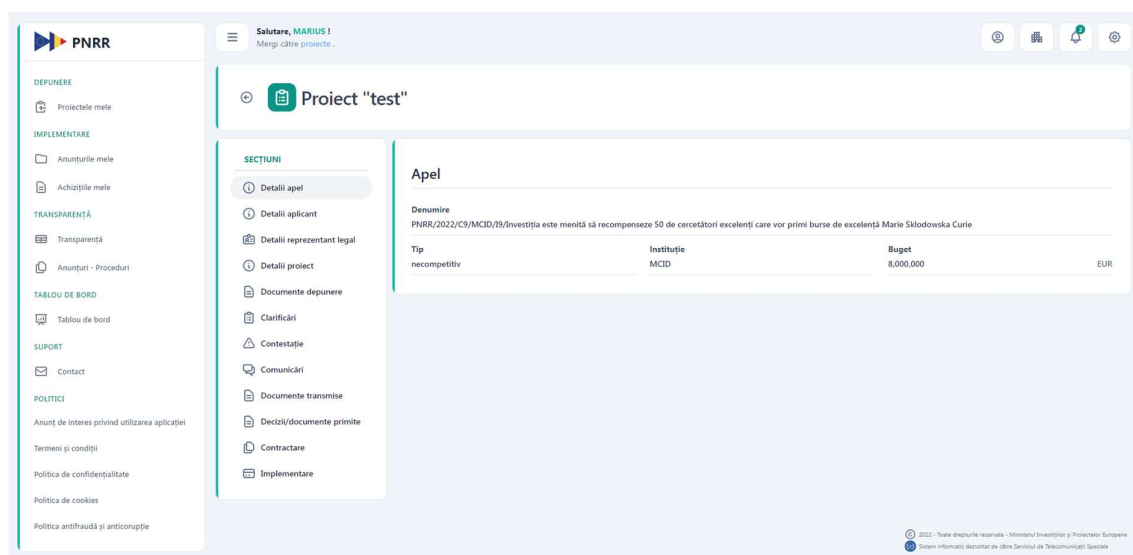 PNRR
Salutare, MARIUS !
Mergi către proiecte .
3
DEPUNERE
Proiectele mele
IMPLEMENTARE
Anunțurile mele
Achizițiile mele
TRANSPARENȚĂ
Transparență
Anunțuri - Proceduri
TABLOU DE BORD
Tablou de bord
SUPORT
Contact
POLITICI
Anunț de interes privind utilizarea aplicației
Termeni și condiții
Politica de confidențialitate
Politica de cookies
Politica antifraudă și anticorupție
Proiect "test"
SECȚIUNI
Detalii apel
Detalii aplicant
Detalii reprezentant legal
Detalii proiect
Documente depunere
Clarificări
Contestație
Comunicări
Documente transmise
Decizii/documente primite
Contractare
Implementare
Apel
Denumire
PNRR/2022/C9/MCID/I9/Investiția este menită să recompenseze 50 de cercetători excelenți care vor primi burse de excelență Marie Sklodowska Curie
Tip Instituție Buget
necompetitiv MCID 8,000,000 EUR
2022 - Toate drepturile rezervate - Ministerul Investițiilor și Proiectelor Europene
Sistem informatic dezvoltat de către Serviciul de Telecomunicații Speciale